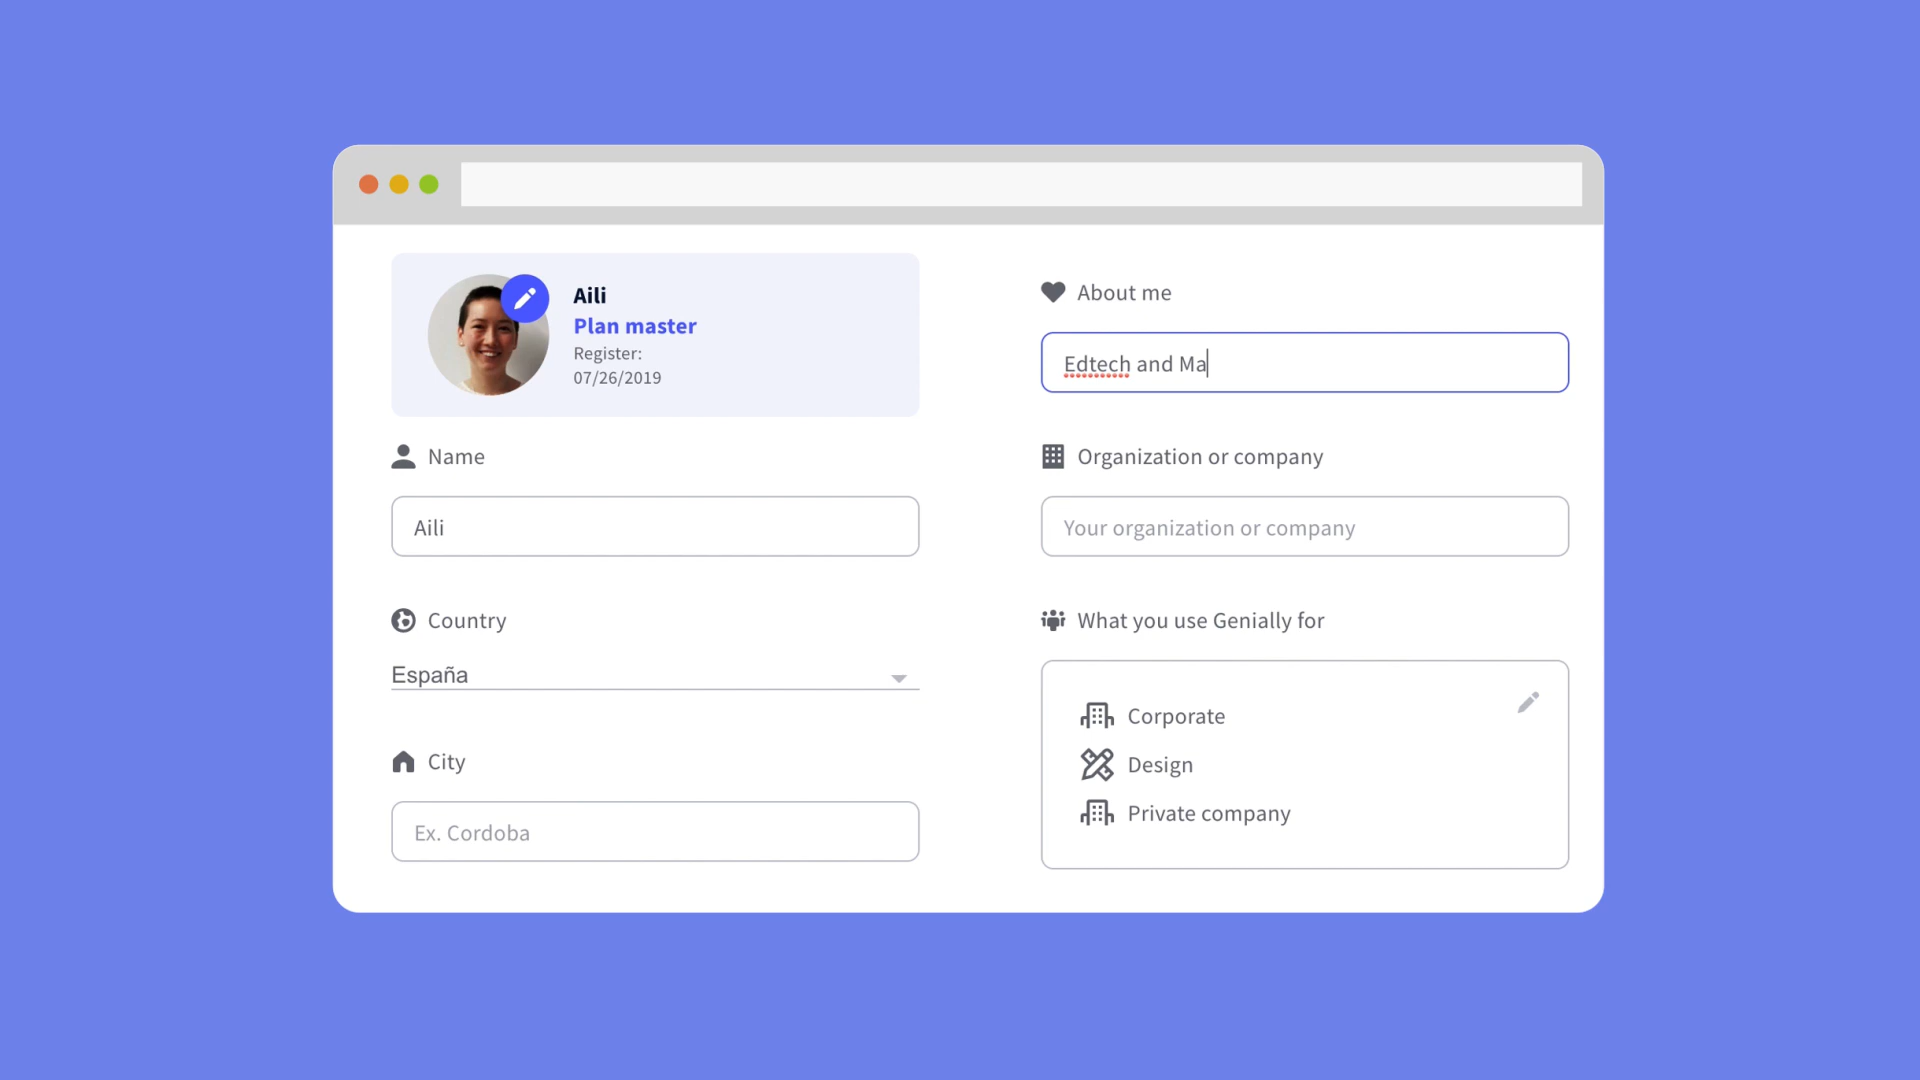 Aili
Plan master
Register:
07/26/2019
Name
Aili
Country
España
City
Ex. Cordoba
About me
Edtech and Ma
Organization or company
Your organization or company
What you use Genially for
Corporate
Design
Private company